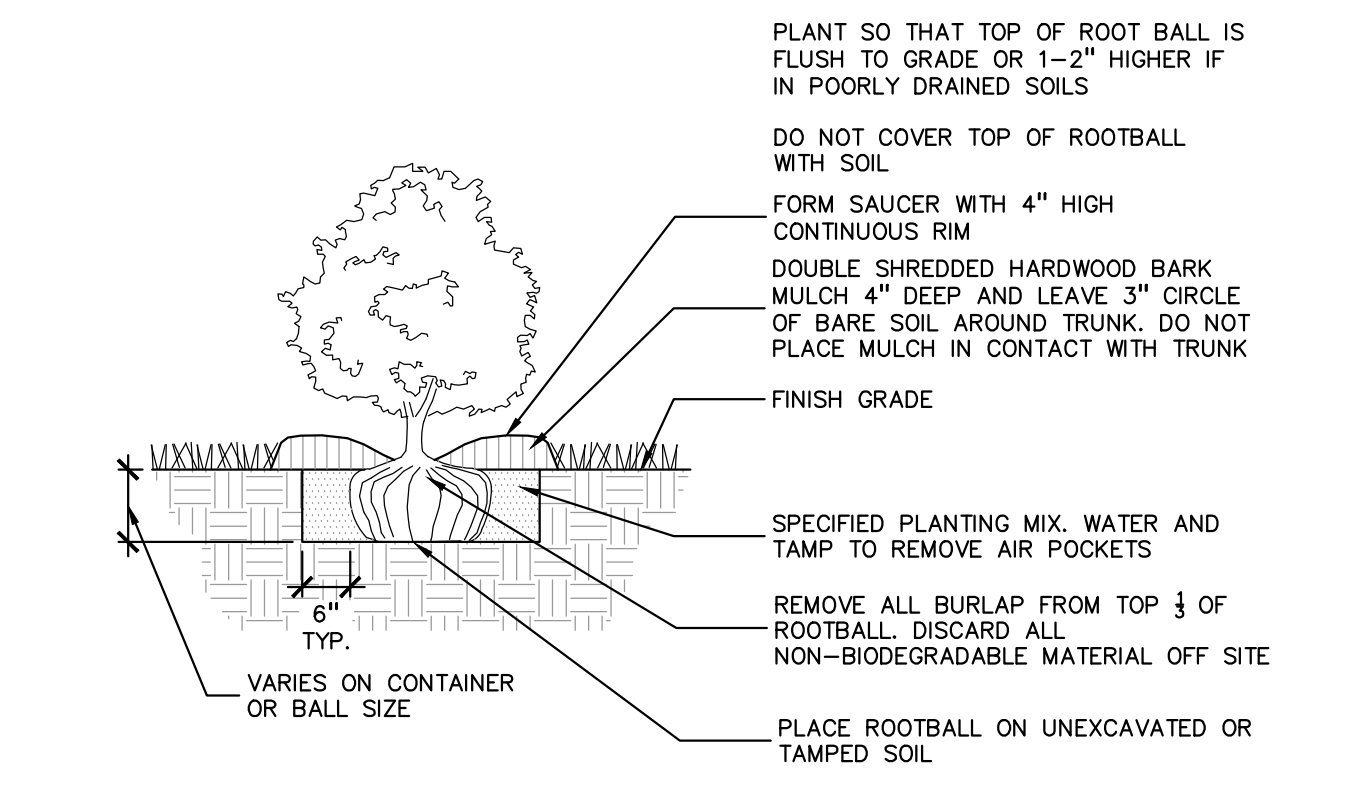 PLANT SO THAT TOP OF ROOT BALL IS
FLUSH TO GRADE OR 1-2" HIGHER IF
IN POORLY DRAINED SOILS
DO NOT COVER TOP OF ROOTBALL
WITH SOIL
FORM SAUCER WITH 4" HIGH
CONTINUOUS RIM
DOUBLE SHREDDED HARDWOOD BARK
MULCH 4" DEEP AND LEAVE 3" CIRCLE
OF BARE SOIL AROUND TRUNK. DO NOT
PLACE MULCH IN CONTACT WITH TRUNK
FINISH GRADE
SPECIFIED PLANTING MIX. WATER AND
TAMP TO REMOVE AIR POCKETS
REMOVE ALL BURLAP FROM TOP 1/3 OF
ROOTBALL. DISCARD ALL
NON-BIODEGRADABLE MATERIAL OFF SITE
PLACE ROOTBALL ON UNEXCAVATED OR
TAMPED SOIL
6"
TYP.
VARIES ON CONTAINER
OR BALL SIZE